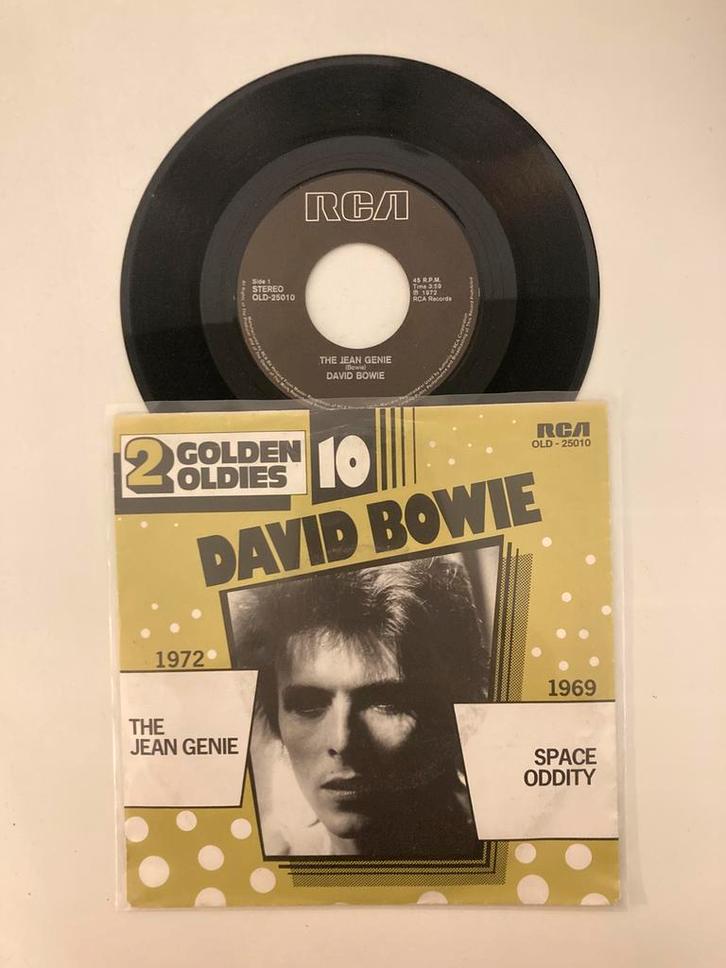 RCA
Side 1
STEREO
OLD-25010
45 R.P.M.
Time 3:59
℗ 1972
RCA Records
THE JEAN GENIE
(Bowie)
DAVID BOWIE
2 GOLDEN
OLDIES
10
RCA
OLD - 25010
DAVID BOWIE
1972
THE
JEAN GENIE
1969
SPACE
ODDITY